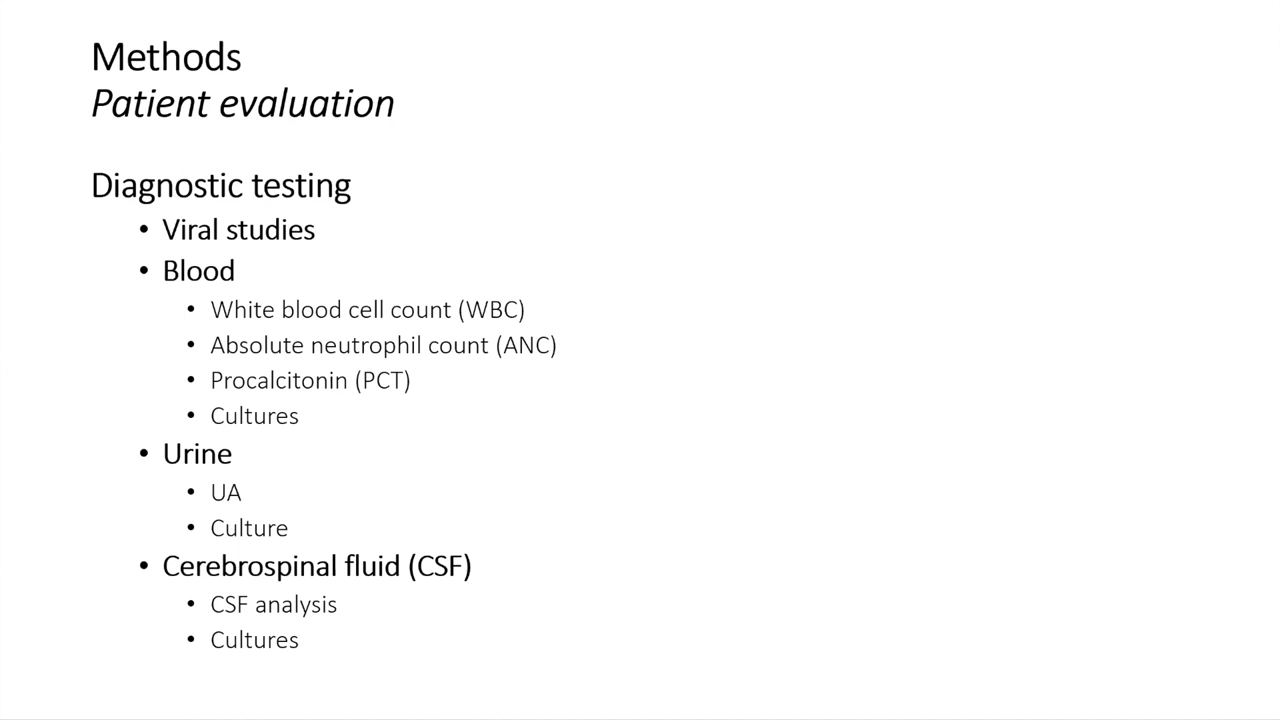 Methods
Patient evaluation
Diagnostic testing
• Viral studies
• Blood
• White blood cell count (WBC)
• Absolute neutrophil count (ANC)
• Procalcitonin (PCT)
• Cultures
• Urine
• UA
• Culture
• Cerebrospinal fluid (CSF)
• CSF analysis
• Cultures